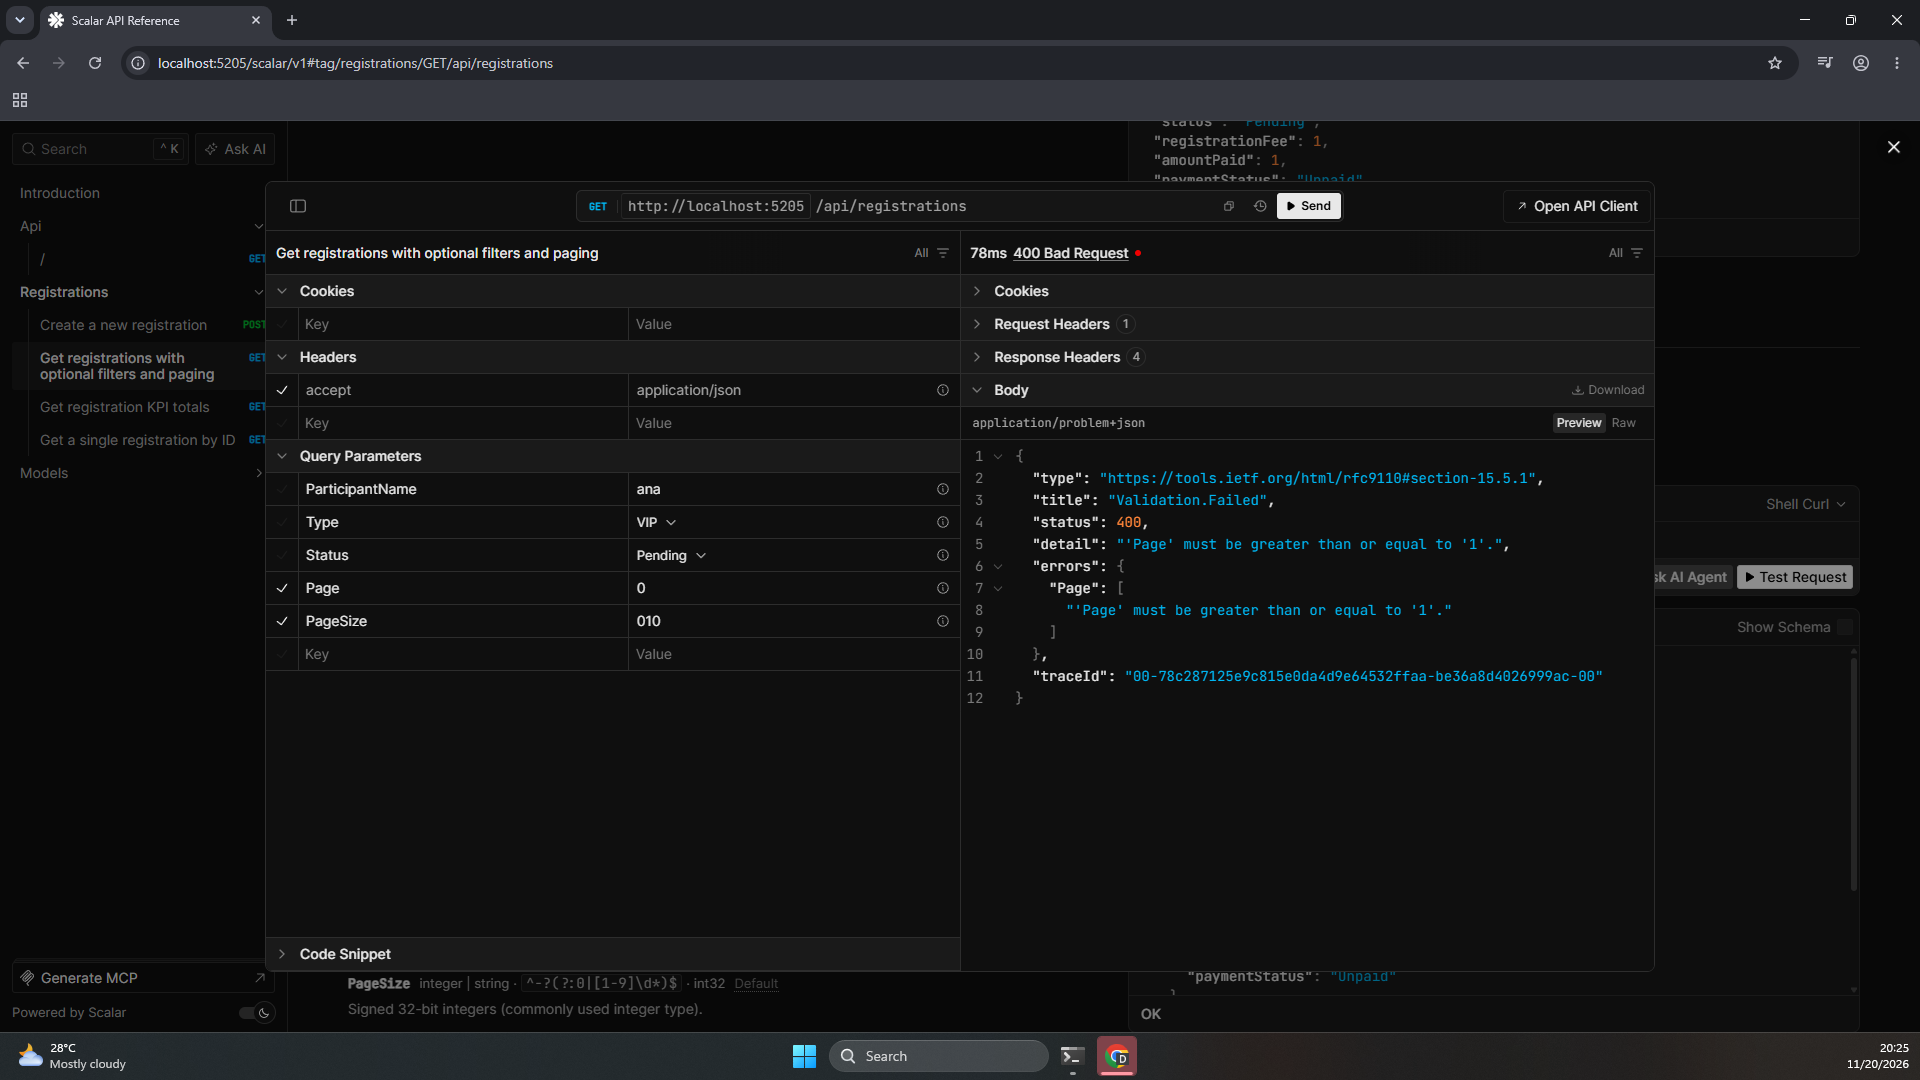 Scalar API Reference
localhost:5205/scalar/v1#tag/registrations/GET/api/registrations
Search
^ K
Ask AI
Introduction
Api
/
GET
Registrations
Create a new registration
POST
Get registrations with
optional filters and paging
GET
Get registration KPI totals
GET
Get a single registration by ID
GET
Models
Generate MCP
Powered by Scalar
"status": "Pending",
"registrationFee": 1,
"amountPaid": 1,
"paymentStatus": "Unpaid"
GET
http://localhost:5205
/api/registrations
Send
Open API Client
Get registrations with optional filters and paging
All
Cookies
Key
Value
Headers
accept
application/json
Key
Value
Query Parameters
ParticipantName
ana
Type
VIP
Status
Pending
Page
0
PageSize
010
Key
Value
Code Snippet
78ms 400 Bad Request
All
Cookies
Request Headers 1
Response Headers 4
Body
Download
application/problem+json
Preview
Raw
1 {
2 "type": "https://tools.ietf.org/html/rfc9110#section-15.5.1",
3 "title": "Validation.Failed",
4 "status": 400,
5 "detail": "'Page' must be greater than or equal to '1'.",
6 "errors": {
7 "Page": [
8 "'Page' must be greater than or equal to '1'."
9 ]
10 },
11 "traceId": "00-78c287125e9c815e0da4d9e64532ffaa-be36a8d4026999ac-00"
12 }
Shell Curl
sk AI Agent
Test Request
Show Schema
PageSize integer | string · ^-?(?:0|[1-9]\d*)$ · int32 Default
Signed 32-bit integers (commonly used integer type).
"paymentStatus": "Unpaid"
OK
28°C
Mostly cloudy
Search
20:25
11/20/2026